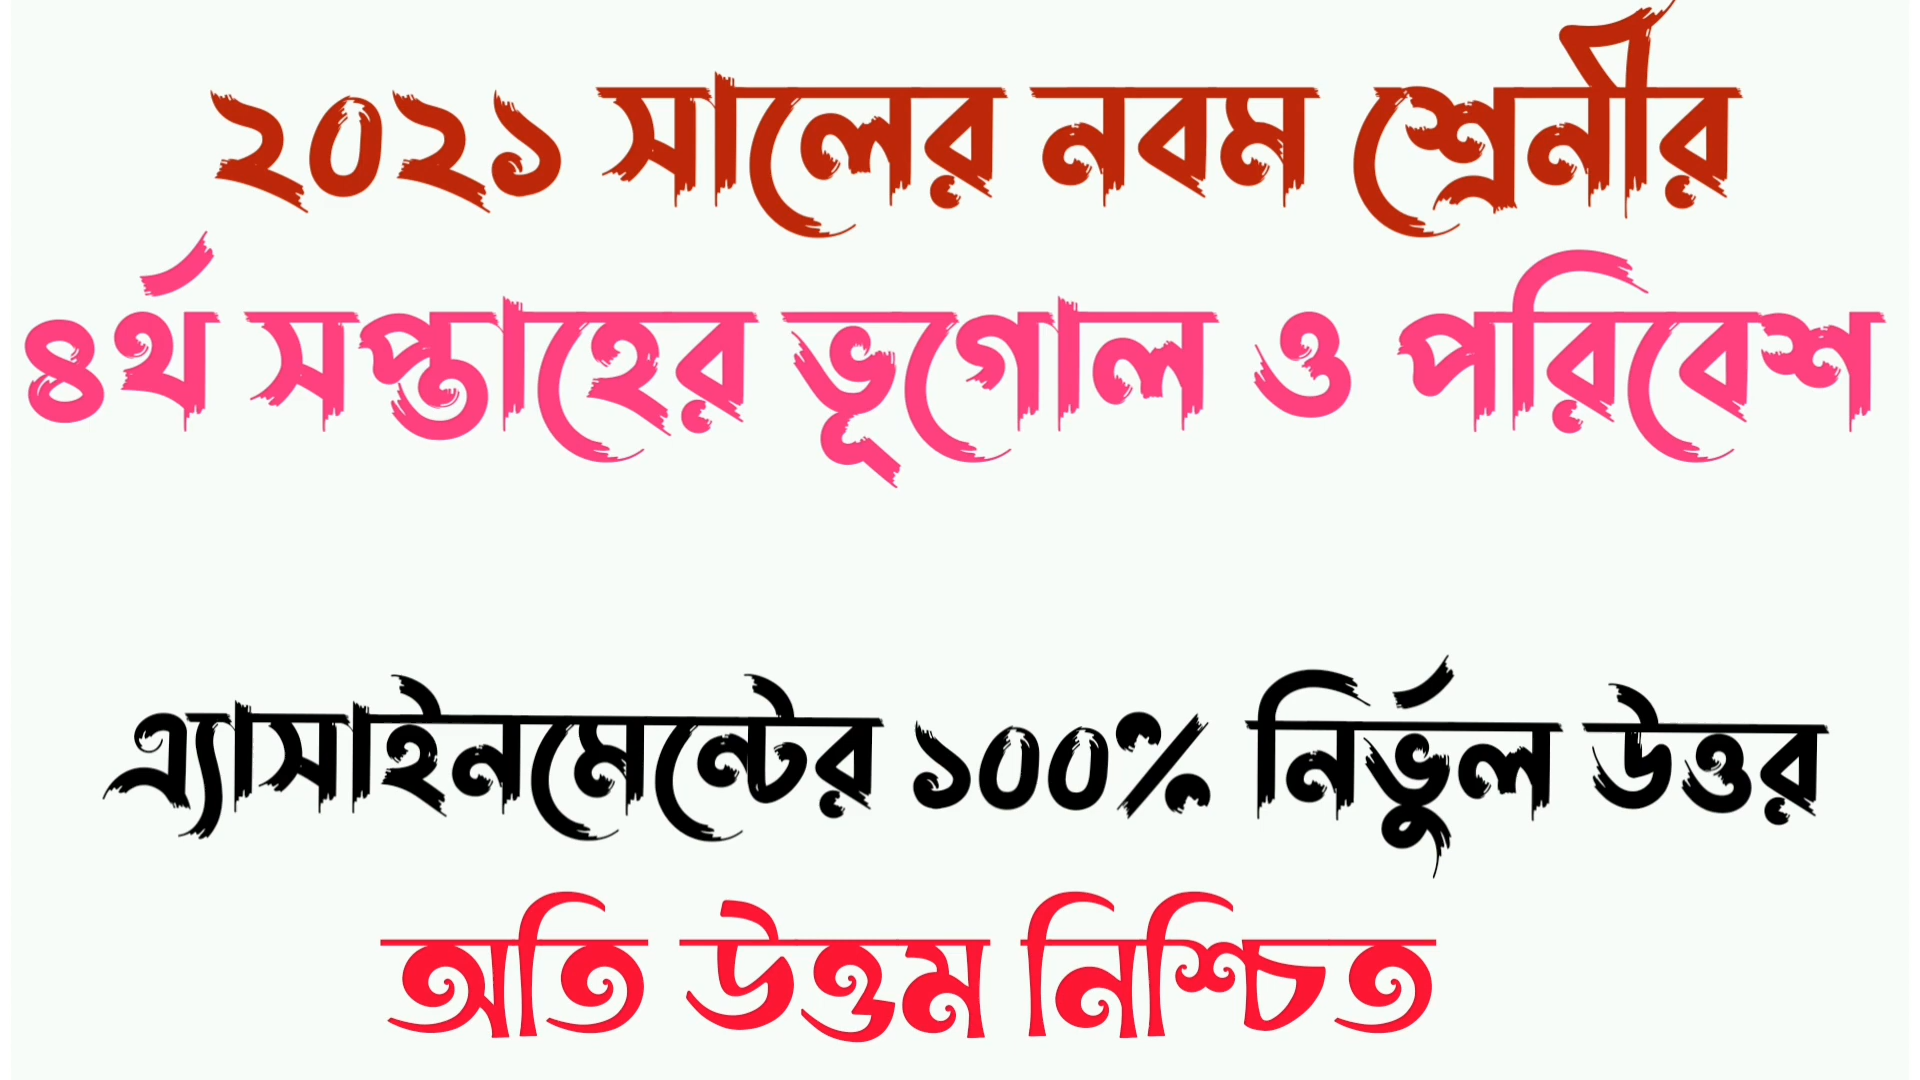 ২০২১ সালের নবম শ্রেনীর
৪র্থ সপ্তাহের ভূগোল ও পরিবেশ
এ্যাসাইনমেন্টের ১০০% নির্ভুল উত্তর
অতি উত্তম নিশ্চিত